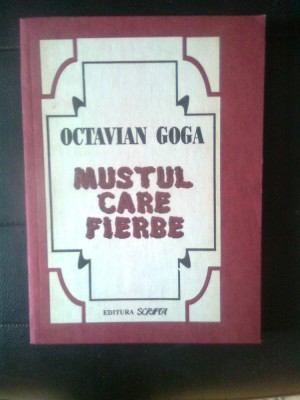 OCTAVIAN GOGA
MUSTUL
CARE
FIERBE
EDITURA SCRIPTA